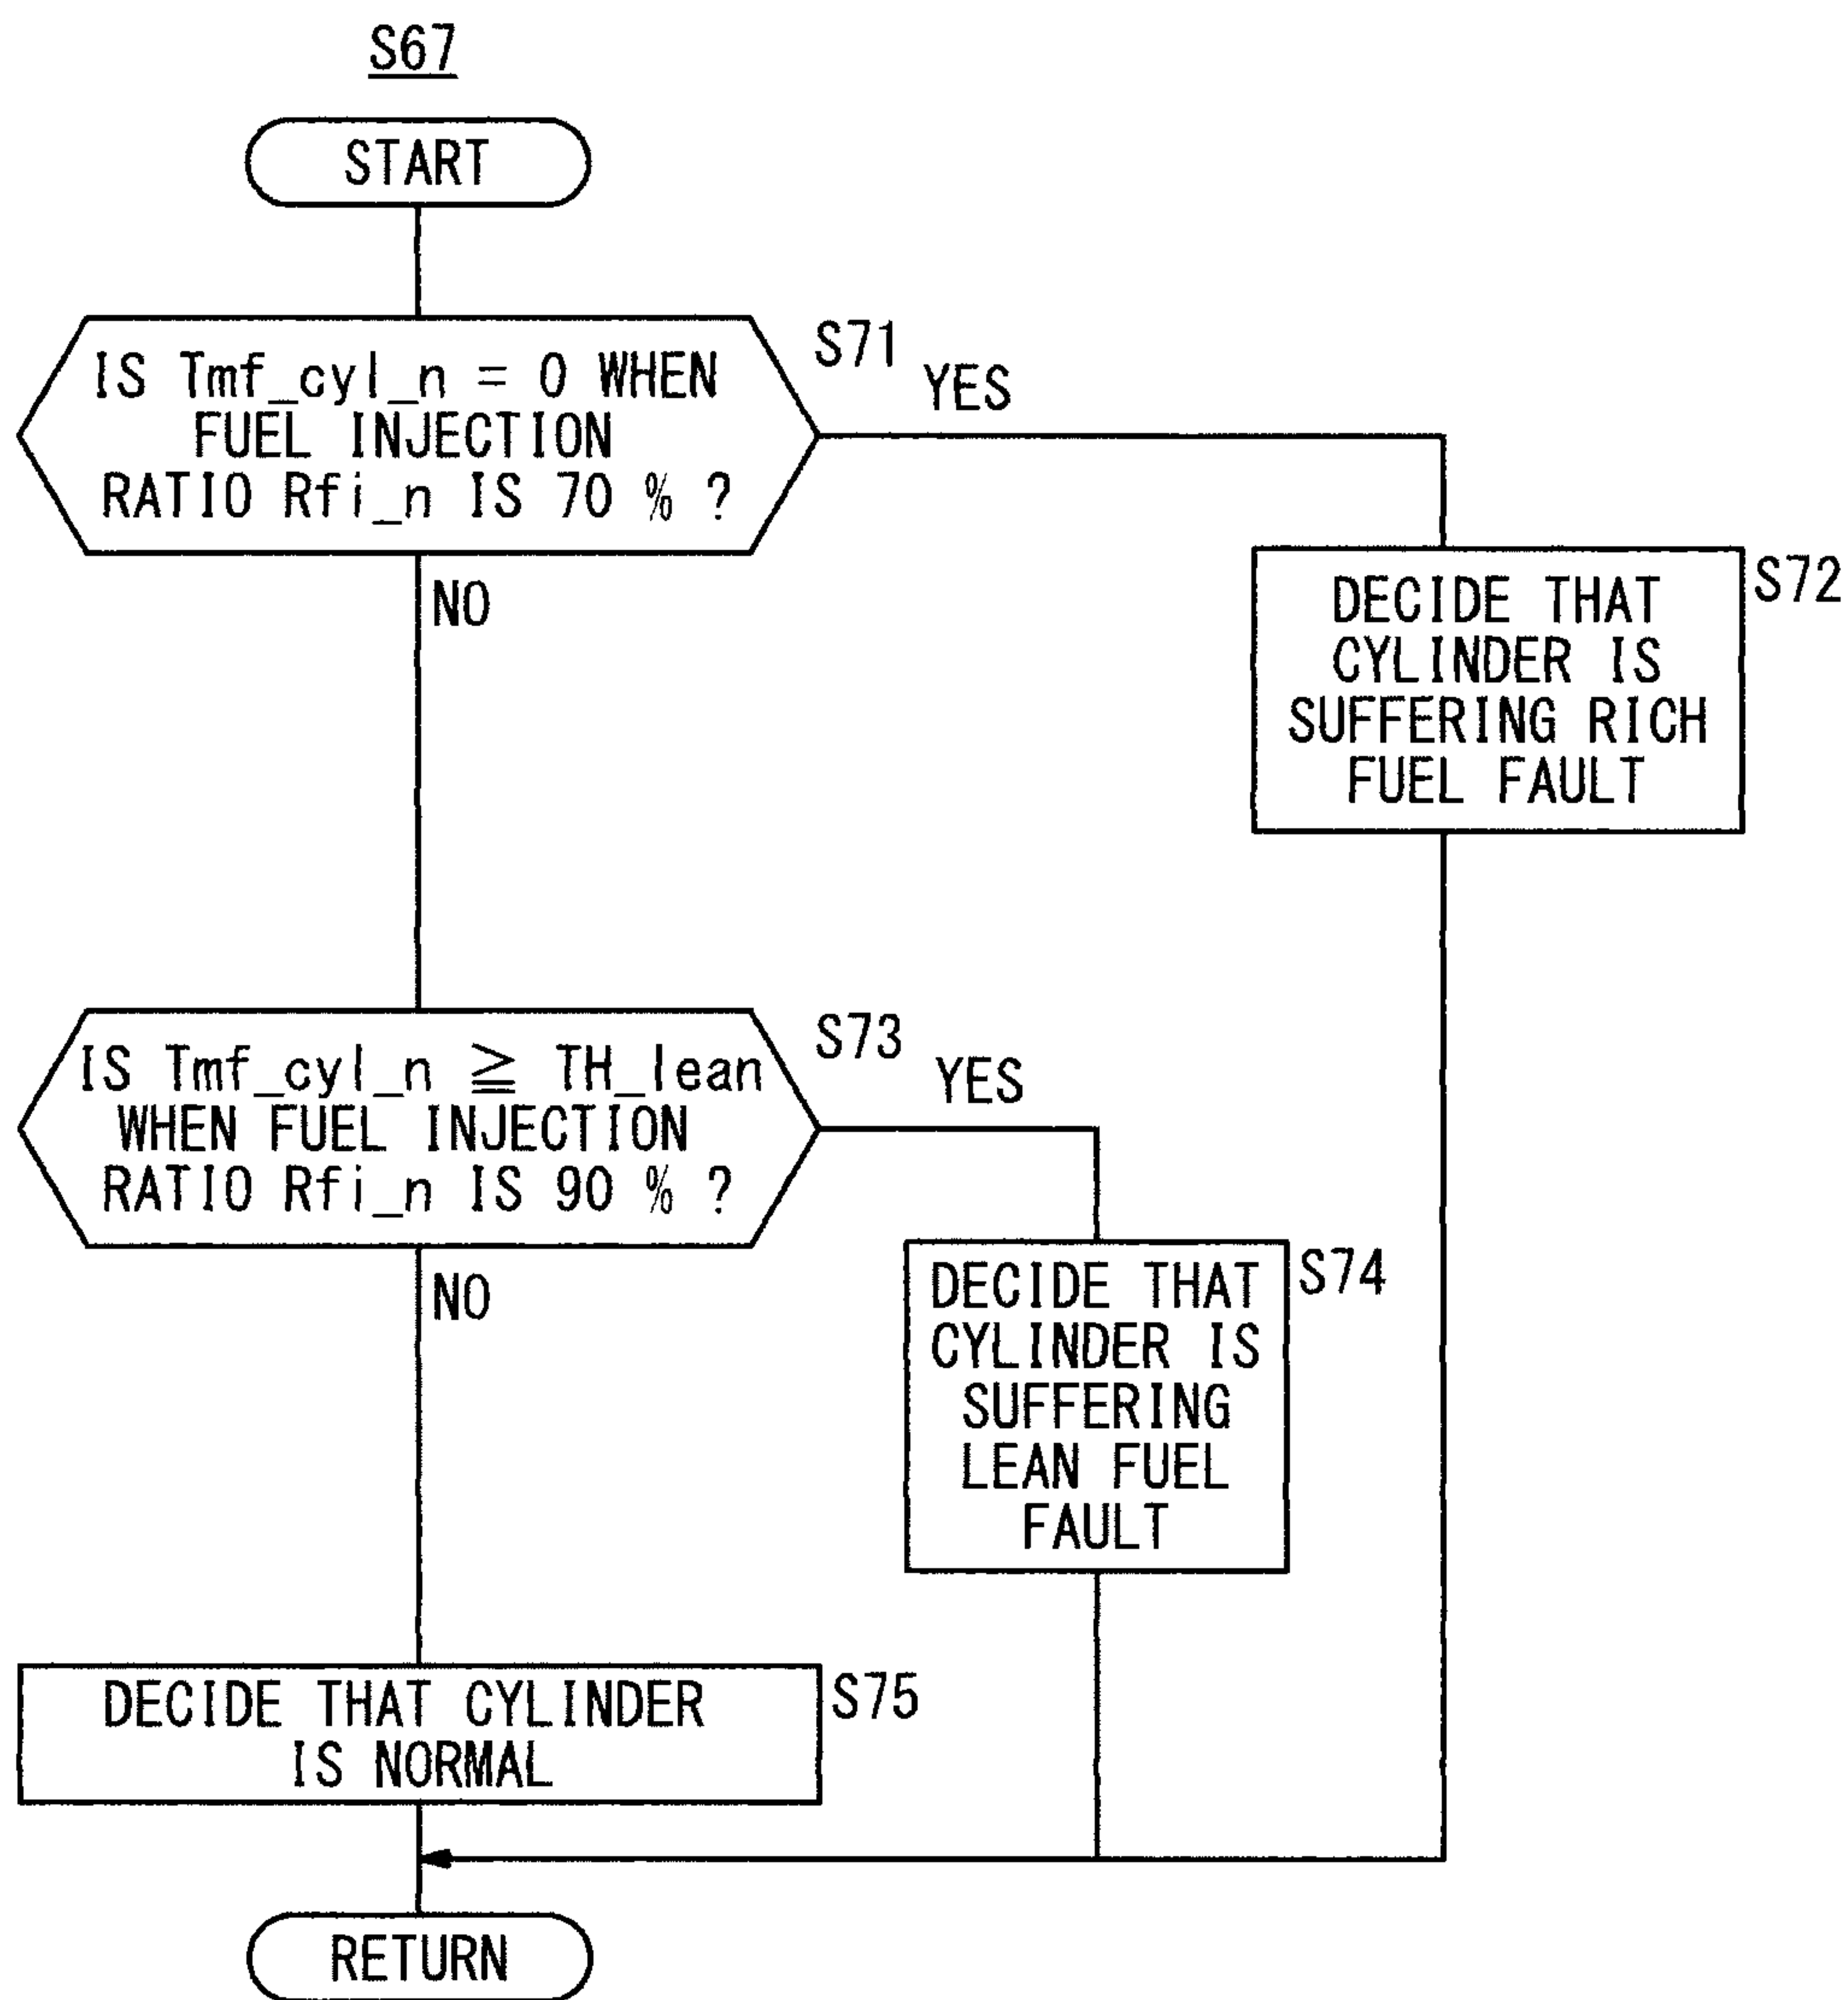 S67
START
IS Tmf_cyl_n = 0 WHEN
FUEL INJECTION
RATIO Rfi_n IS 70 % ?
S71
YES
NO
DECIDE THAT
CYLINDER IS
SUFFERING RICH
FUEL FAULT
S72
IS Tmf_cyl_n ≧ TH_lean
WHEN FUEL INJECTION
RATIO Rfi_n IS 90 % ?
S73
YES
NO
DECIDE THAT
CYLINDER IS
SUFFERING
LEAN FUEL
FAULT
S74
DECIDE THAT CYLINDER
IS NORMAL
S75
RETURN